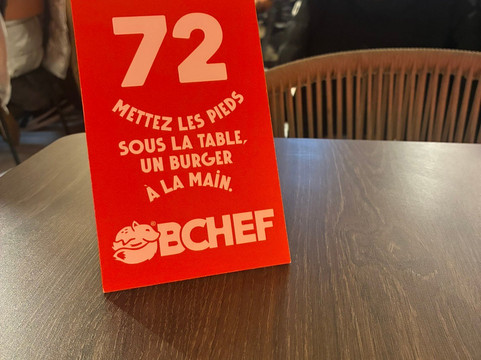 72
METTEZ LES PIEDS
SOUS LA TABLE,
UN BURGER
À LA MAIN.
BCHEF